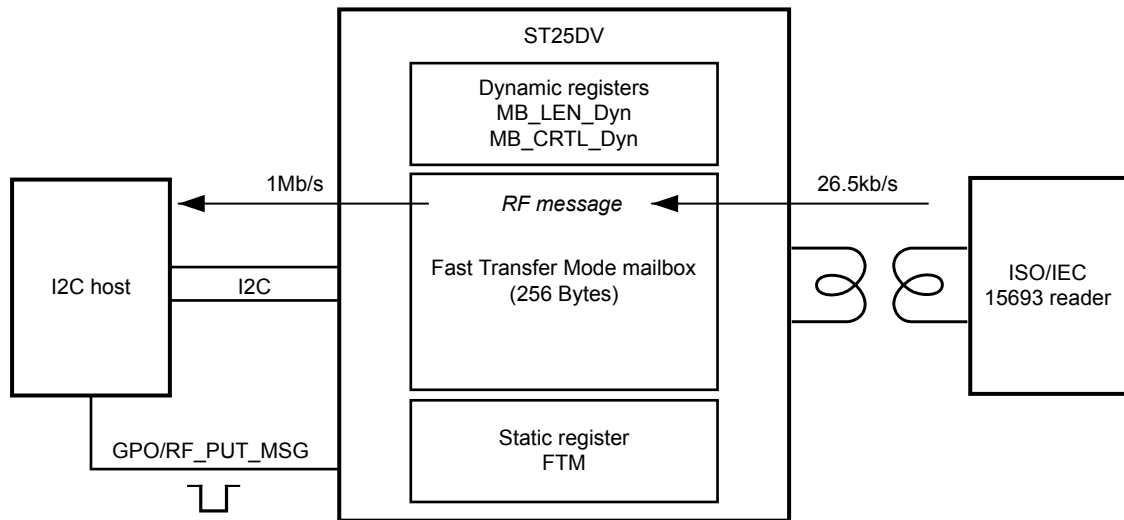 ST25DV
Dynamic registers
MB_LEN_Dyn
MB_CRTL_Dyn
1Mb/s
RF message
26.5kb/s
I2C host
I2C
Fast Transfer Mode mailbox
(256 Bytes)
ISO/IEC
15693 reader
GPO/RF_PUT_MSG
Static register
FTM